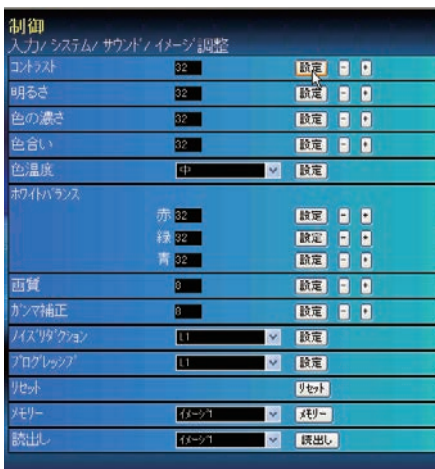 制御
入力/ システム/ サウンド/ イメージ 調整
コントラスト 32 設定 - +
明るさ 32 設定 - +
色の濃さ 32 設定 - +
色合い 32 設定 - +
色温度 中 設定
ホワイトバランス
赤 32 設定 - +
緑 32 設定 - +
青 32 設定 - +
画質 8 設定 - +
ガンマ補正 8 設定 - +
ノイズリダクション L1 設定
プログレッシブ L1 設定
リセット リセット
メモリー イメージ1 メモリー
読出し イメージ1 読出し